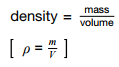 density = mass/volume
[ ρ = m/V ]